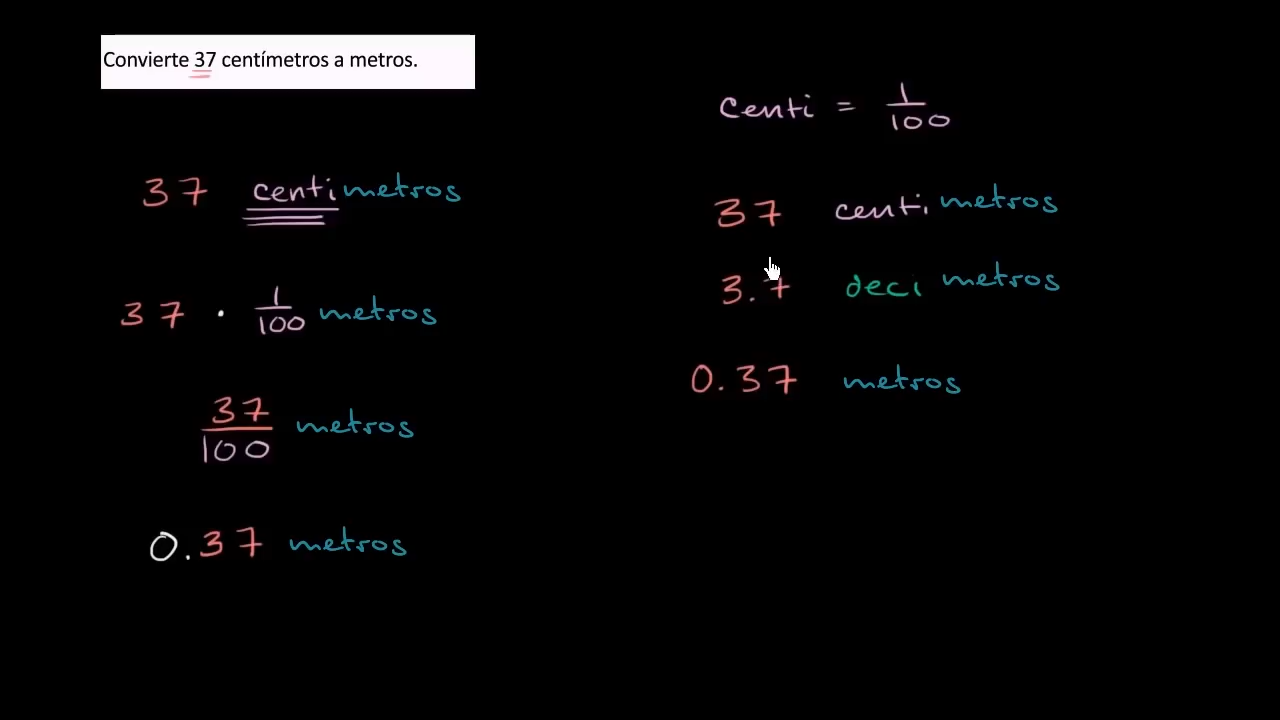 Convierte 37 centímetros a metros.
37 centimetros
37 · 1/100 metros
37/100 metros
0.37 metros
Centi = 1/100
37 centimetros
3.7 decimetros
0.37 metros